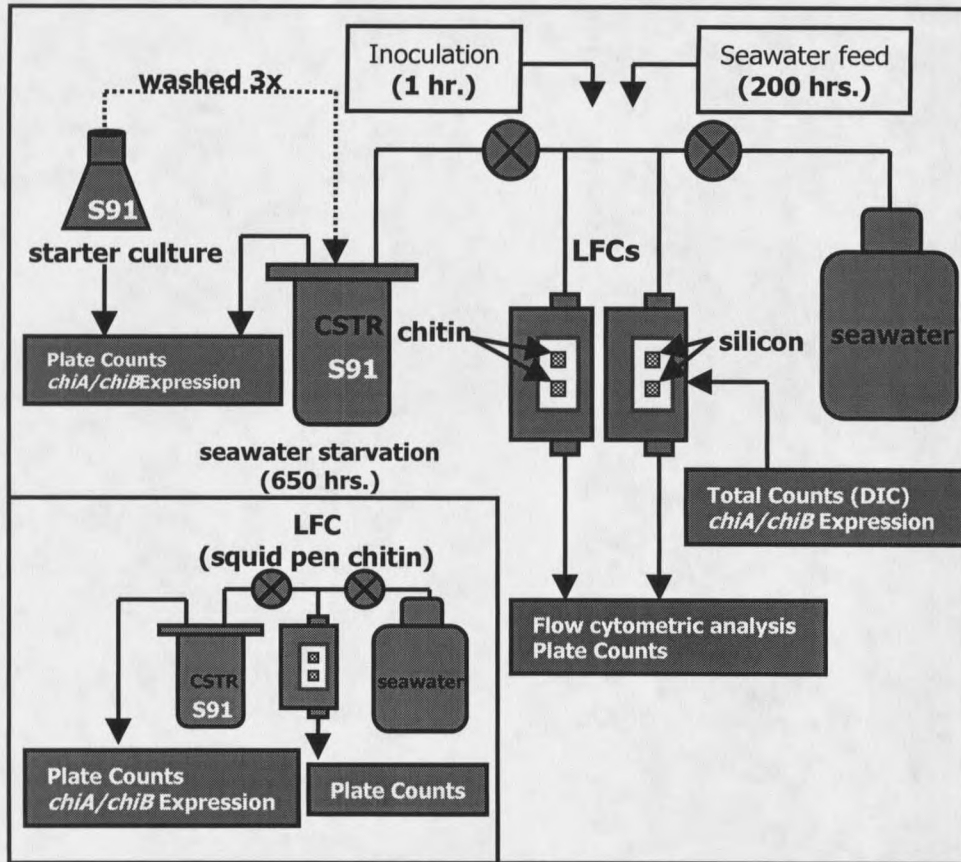 Inoculation
(1 hr.)
Seawater feed
(200 hrs.)
washed 3x
S91
starter culture
CSTR
S91
LFCs
chitin
silicon
seawater
Plate Counts
chiA/chiB Expression
seawater starvation
(650 hrs.)
Total Counts (DIC)
chiA/chiB Expression
Flow cytometric analysis
Plate Counts
LFC
(squid pen chitin)
CSTR
S91
seawater
Plate Counts
chiA/chiB Expression
Plate Counts